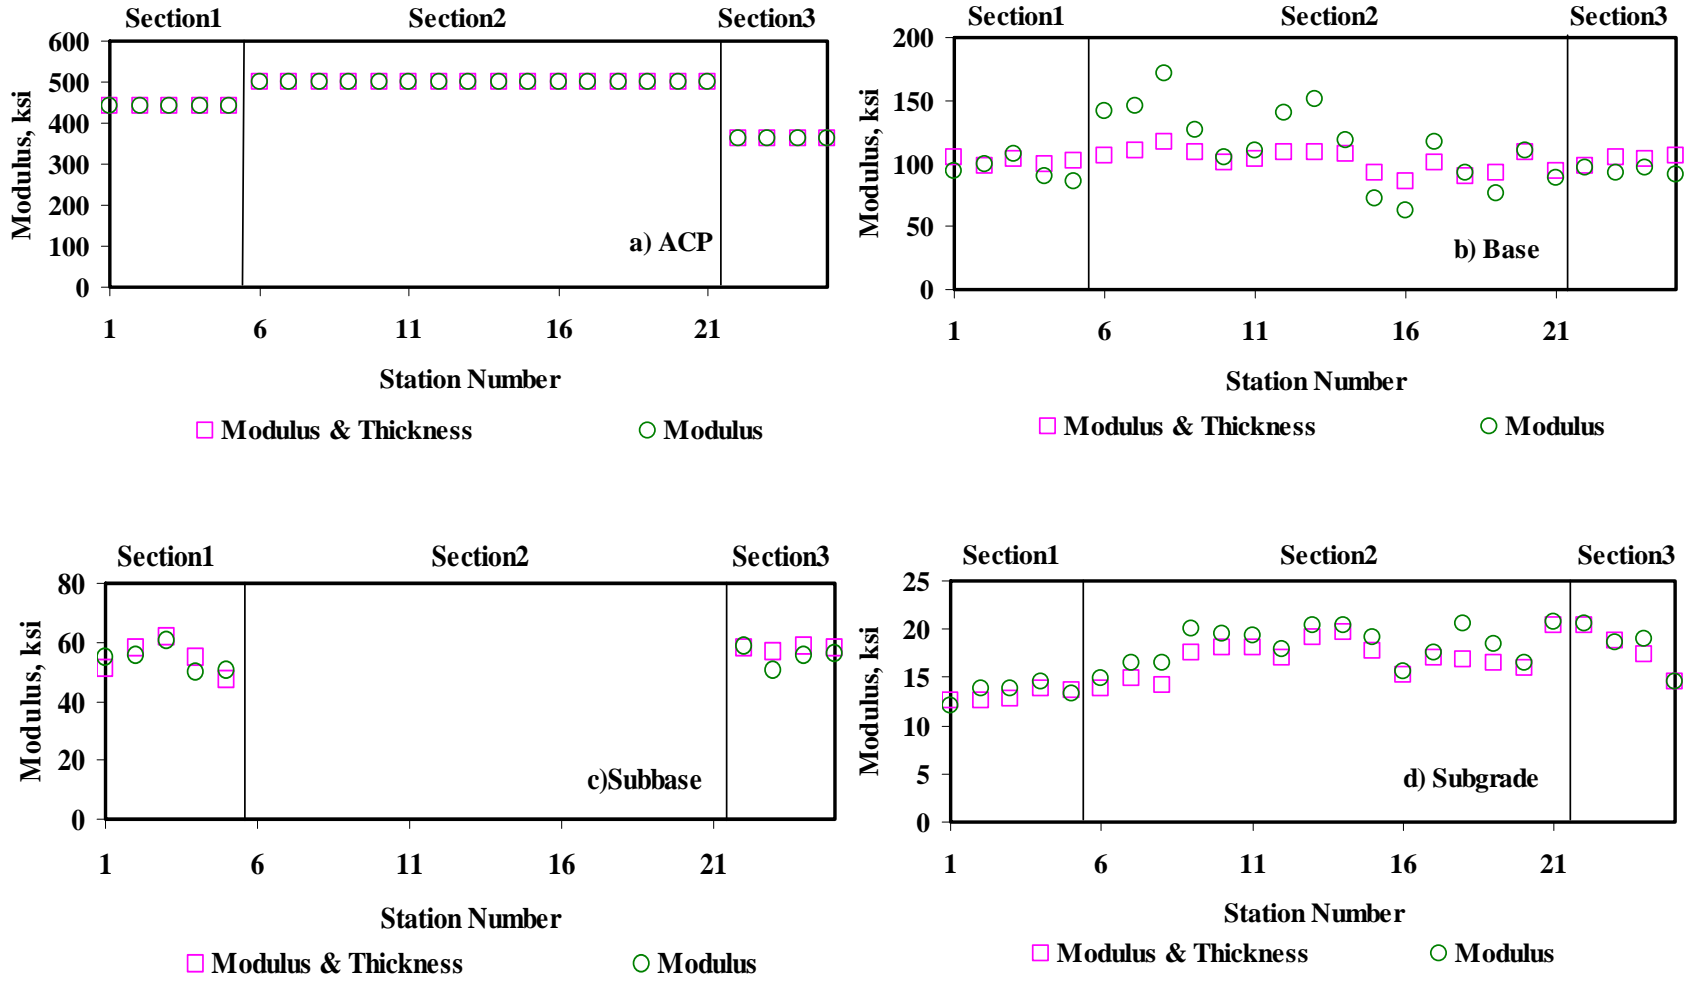 Section1 Section2 Section3
600
500
400
300
200
100
0
Modulus, ksi
a) ACP
1 6 11 16 21
Station Number
Modulus & Thickness Modulus
Section1 Section2 Section3
200
150
100
50
0
Modulus, ksi
b) Base
1 6 11 16 21
Station Number
Modulus & Thickness Modulus
Section1 Section2 Section3
80
60
40
20
0
Modulus, ksi
c)Subbase
1 6 11 16 21
Station Number
Modulus & Thickness Modulus
Section1 Section2 Section3
25
20
15
10
5
0
Modulus, ksi
d) Subgrade
1 6 11 16 21
Station Number
Modulus & Thickness Modulus